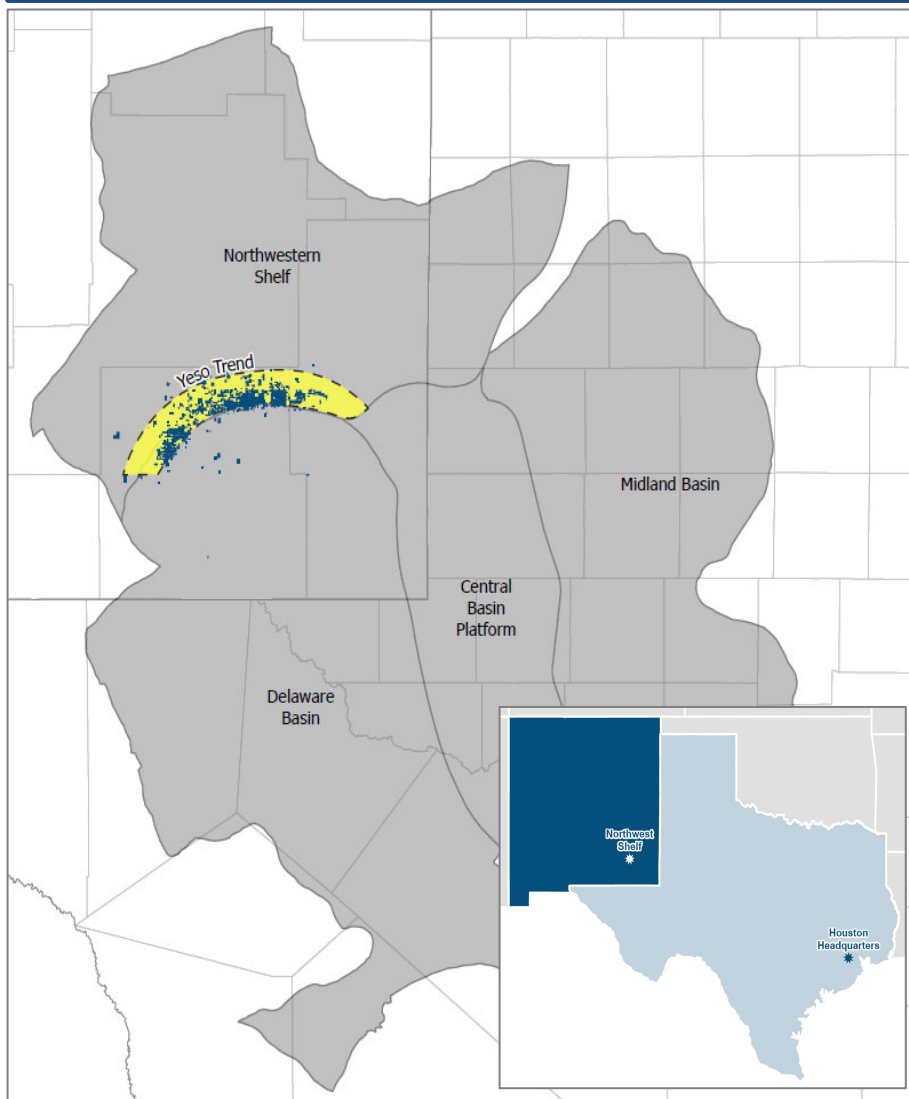 Northwestern
Shelf
Yeso Trend
Midland Basin
Central
Basin
Platform
Delaware
Basin
Northwest
Shelf
Houston
Headquarters